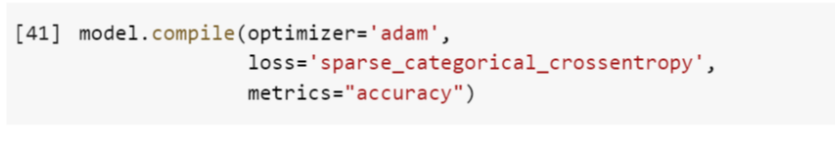 [41] model.compile(optimizer='adam',
loss='sparse_categorical_crossentropy',
metrics="accuracy")